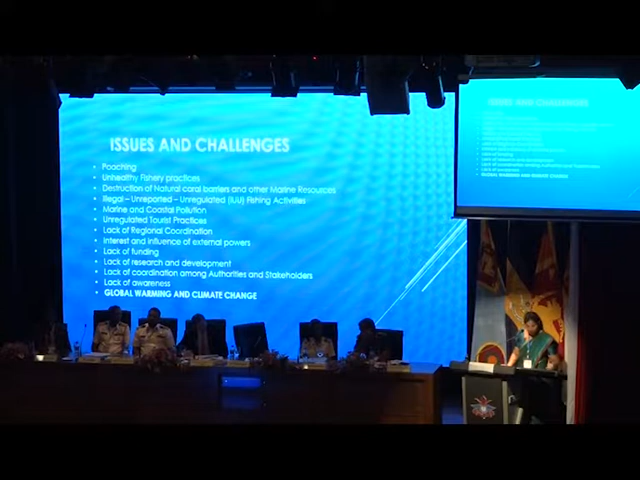 ISSUES AND CHALLENGES
• Poaching
• Unhealthy Fishery practices
• Destruction of Natural coral barriers and other Marine Resources
• Illegal – Unreported – Unregulated (IUU) Fishing Activities
• Marine and Coastal Pollution
• Unregulated Tourist Practices
• Lack of Regional Coordination
• Interest and influence of external powers
• Lack of funding
• Lack of research and development
• Lack of coordination among Authorities and Stakeholders
• Lack of awareness
• GLOBAL WARMING AND CLIMATE CHANGE